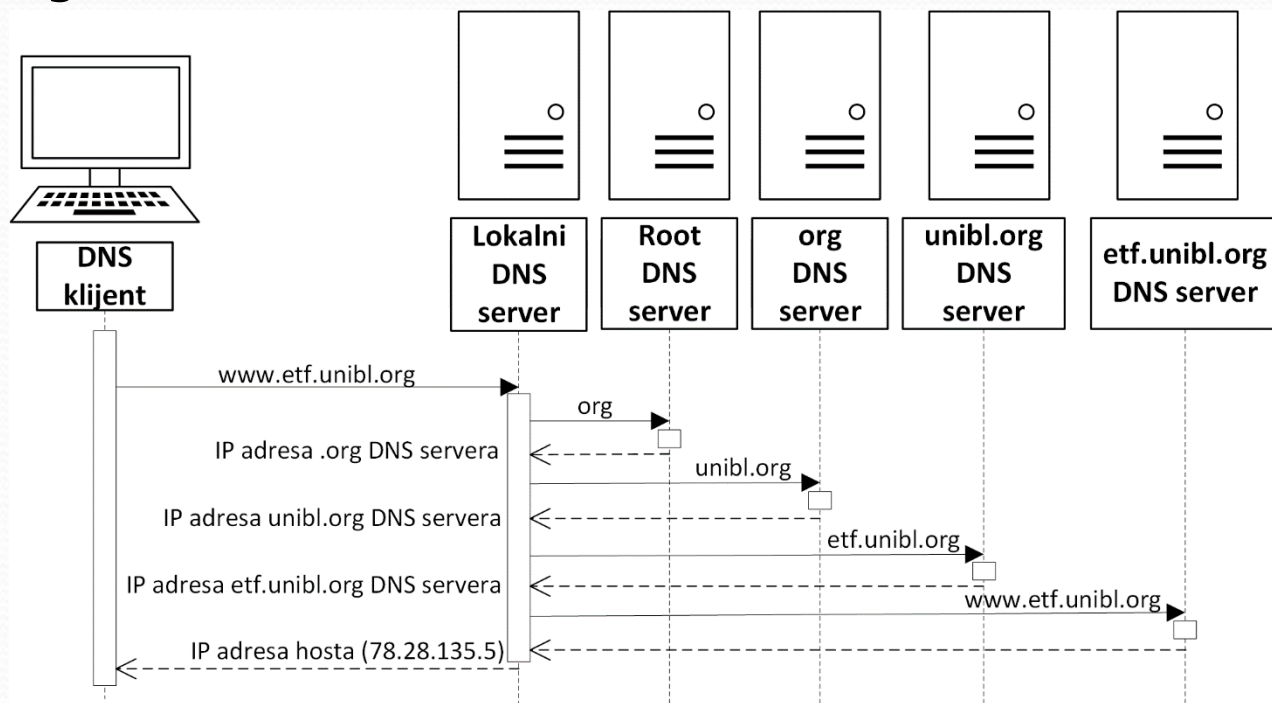 DNS
klijent
Lokalni
DNS
server
Root
DNS
server
org
DNS
server
unibl.org
DNS
server
etf.unibl.org
DNS server
www.etf.unibl.org
org
IP adresa .org DNS servera
unibl.org
IP adresa unibl.org DNS servera
etf.unibl.org
IP adresa etf.unibl.org DNS servera
www.etf.unibl.org
IP adresa hosta (78.28.135.5)